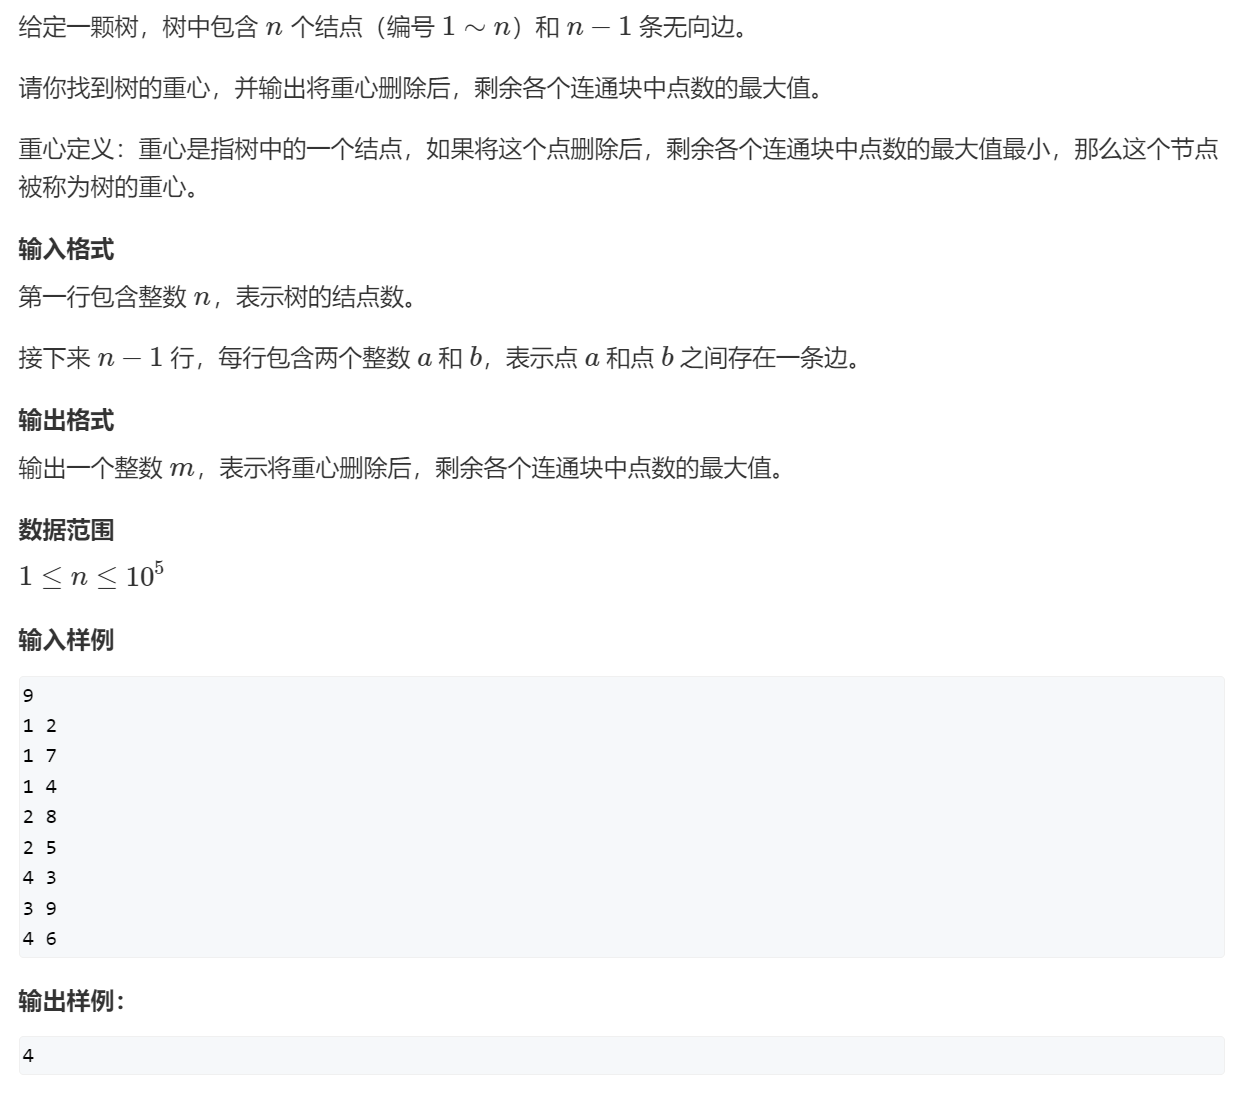 给定一颗树，树中包含 n 个结点（编号 1 ∼ n）和 n − 1 条无向边。
请你找到树的重心，并输出将重心删除后，剩余各个连通块中点数的最大值。
重心定义：重心是指树中的一个结点，如果将这个点删除后，剩余各个连通块中点数的最大值最小，那么这个节点
被称为树的重心。
输入格式
第一行包含整数 n，表示树的结点数。
接下来 n − 1 行，每行包含两个整数 a 和 b，表示点 a 和点 b 之间存在一条边。
输出格式
输出一个整数 m，表示将重心删除后，剩余各个连通块中点数的最大值。
数据范围
1 ≤ n ≤ 10⁵
输入样例
9
1 2
1 7
1 4
2 8
2 5
4 3
3 9
4 6
输出样例：
4